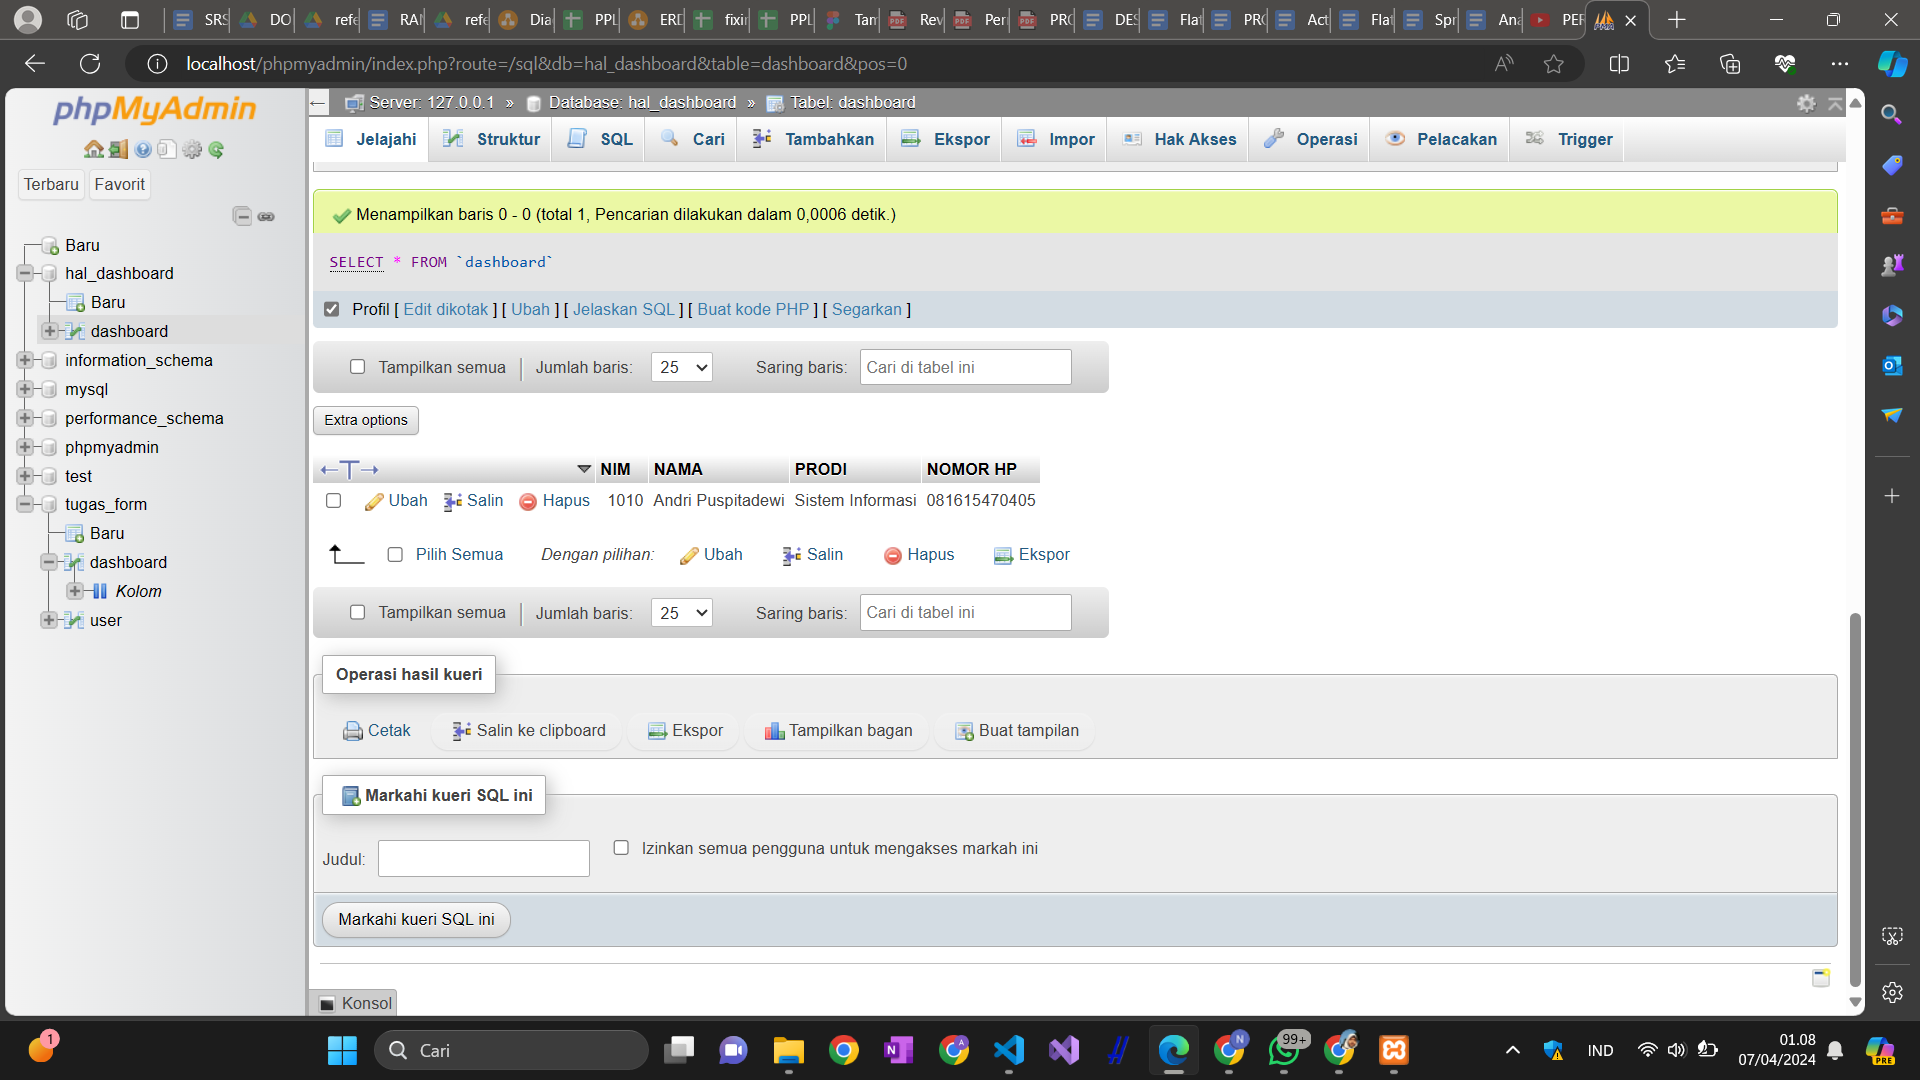 SRS
DO
refe
RAN
refe
Dia
PPL
ERD
fixin
PPL
Tam
Rev
Per
PRO
DES
Flat
PRO
Act
Flat
Spr
Ana
PER
localhost/phpmyadmin/index.php?route=/sql&db=hal_dashboard&table=dashboard&pos=0
phpMyAdmin
Terbaru Favorit
Baru
hal_dashboard
Baru
dashboard
information_schema
mysql
performance_schema
phpmyadmin
test
tugas_form
Baru
dashboard
Kolom
user
Server: 127.0.0.1 » Database: hal_dashboard » Tabel: dashboard
Jelajahi Struktur SQL Cari Tambahkan Ekspor Impor Hak Akses Operasi Pelacakan Trigger
Menampilkan baris 0 - 0 (total 1, Pencarian dilakukan dalam 0,0006 detik.)
SELECT * FROM `dashboard`
Profil [ Edit dikotak ] [ Ubah ] [ Jelaskan SQL ] [ Buat kode PHP ] [ Segarkan ]
Tampilkan semua Jumlah baris: 25 Saring baris: Cari di tabel ini
Extra options
←T→ NIM NAMA PRODI NOMOR HP
Ubah Salin Hapus 1010 Andri Puspitadewi Sistem Informasi 081615470405
Pilih Semua Dengan pilihan: Ubah Salin Hapus Ekspor
Tampilkan semua Jumlah baris: 25 Saring baris: Cari di tabel ini
Operasi hasil kueri
Cetak Salin ke clipboard Ekspor Tampilkan bagan Buat tampilan
Markahi kueri SQL ini
Judul: Izinkan semua pengguna untuk mengakses markah ini
Markahi kueri SQL ini
Konsol
1
Cari
99+
IND
01.08
07/04/2024
PRE